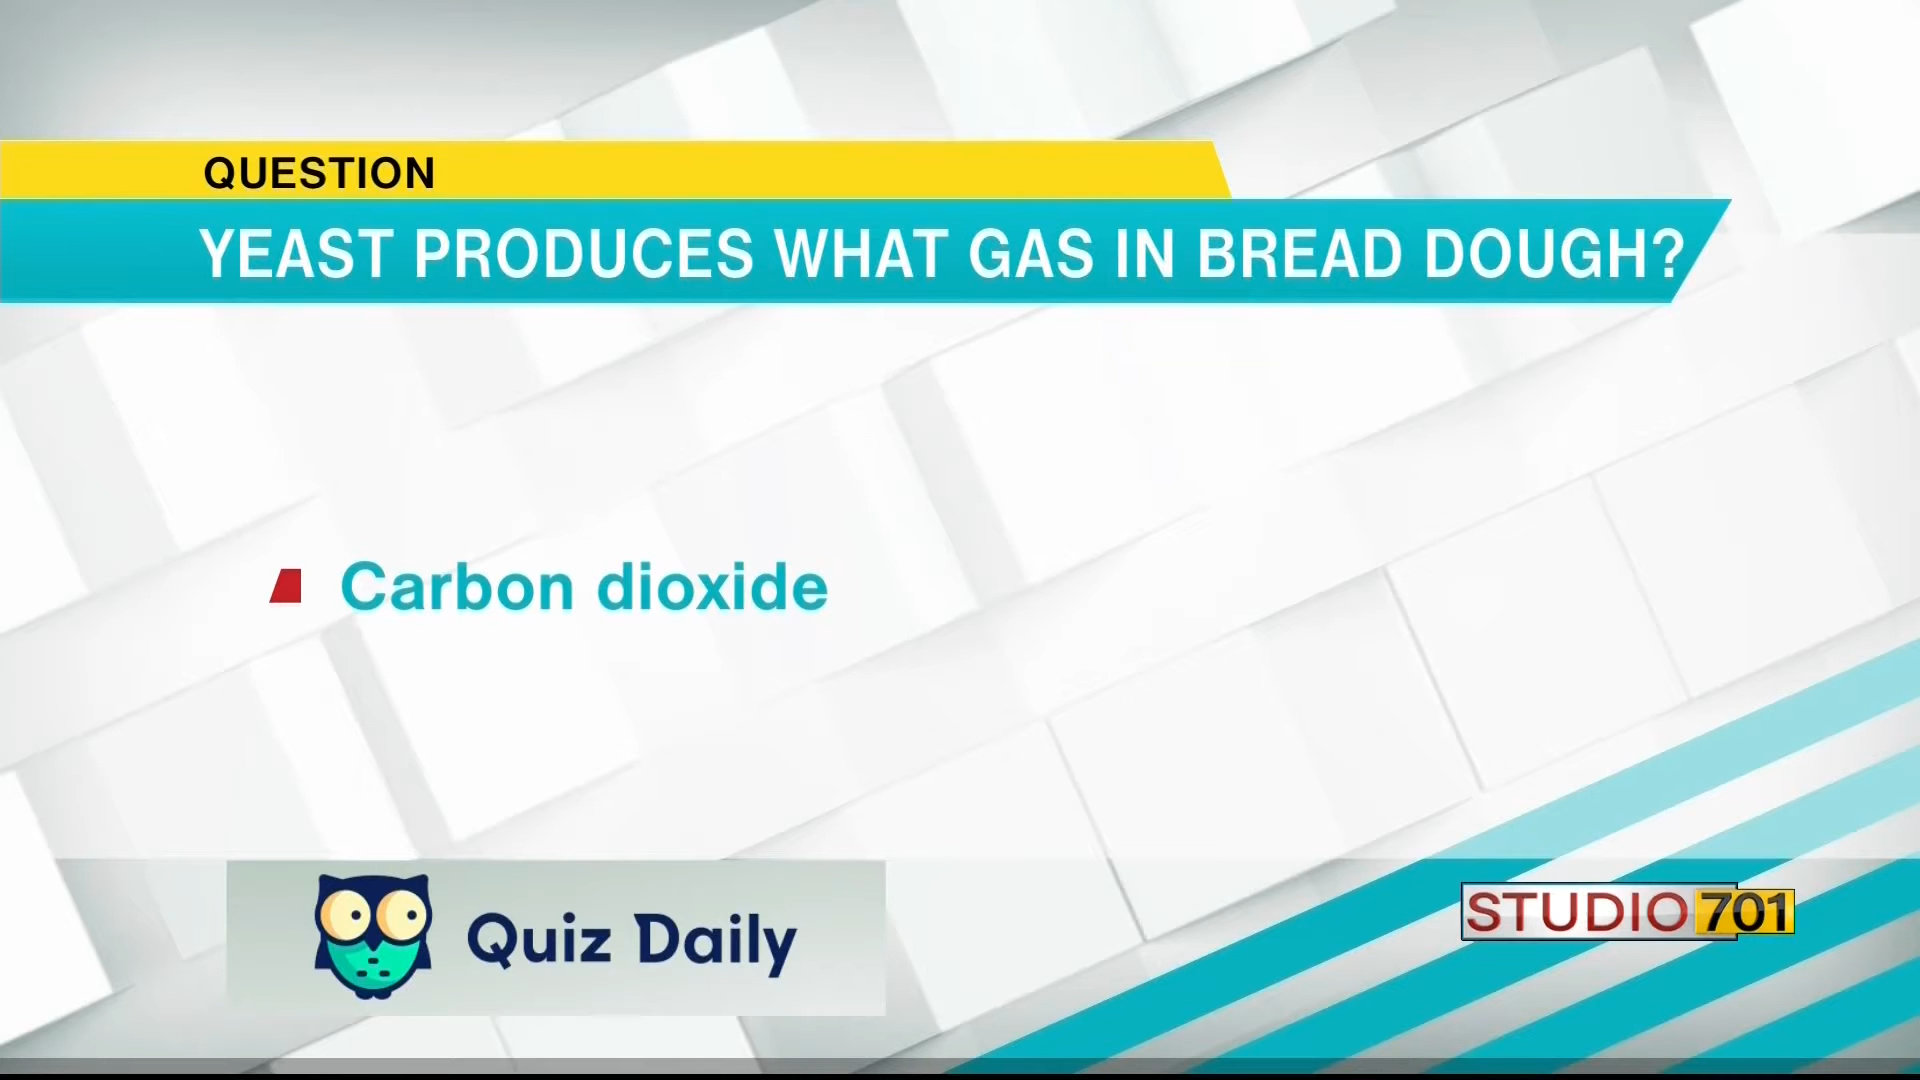 QUESTION
YEAST PRODUCES WHAT GAS IN BREAD DOUGH?
Carbon dioxide
Quiz Daily
STUDIO 701